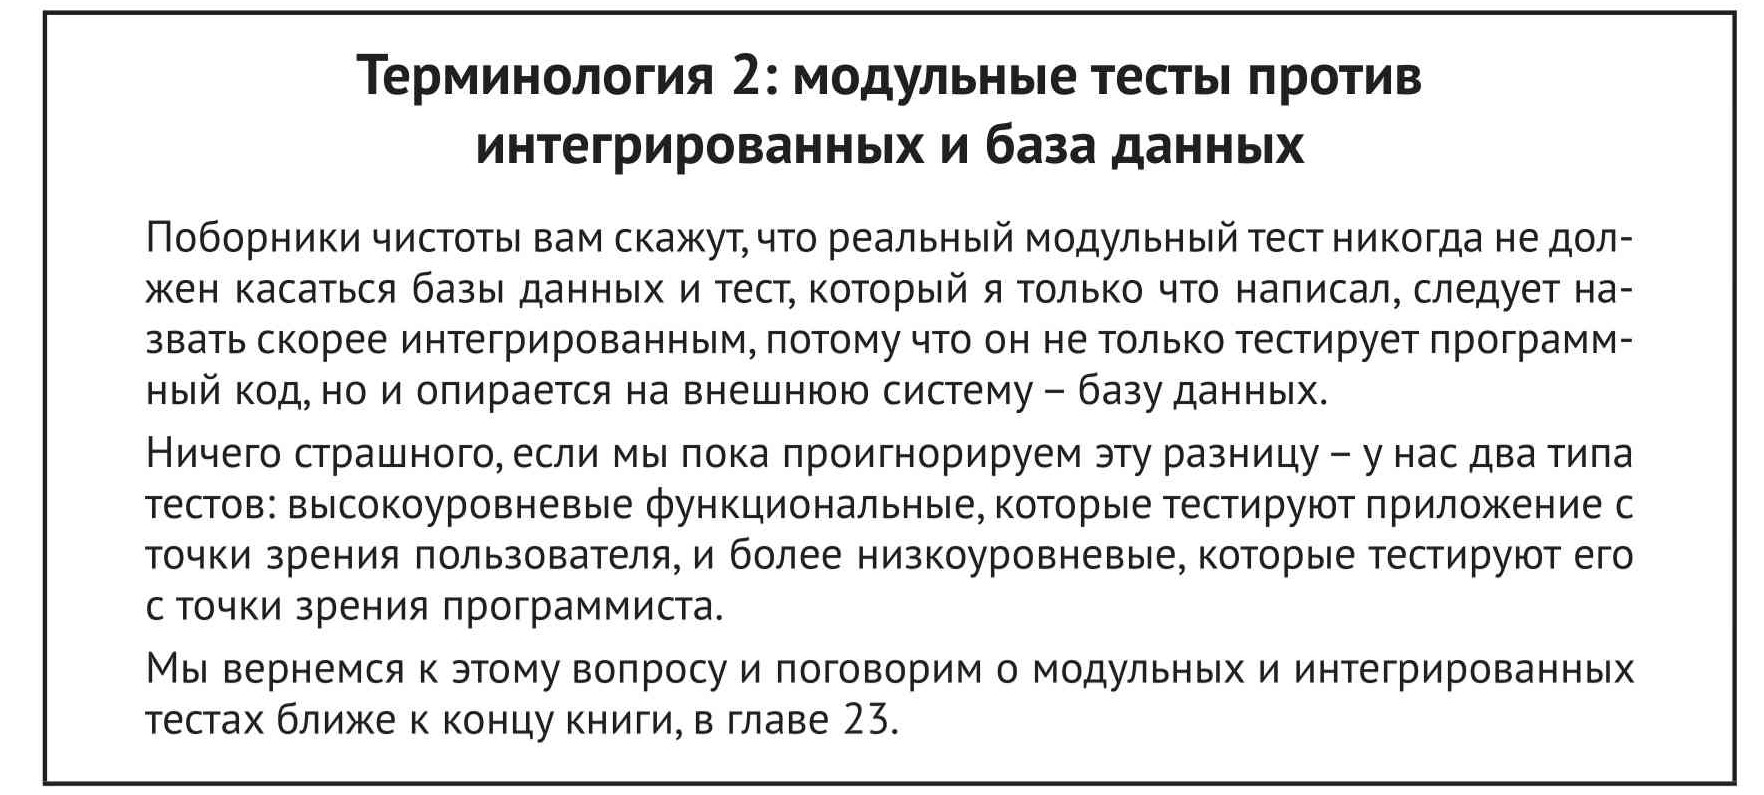 Терминология 2: модульные тесты против
интегрированных и база данных
Поборники чистоты вам скажут, что реальный модульный тест никогда не дол-
жен касаться базы данных и тест, который я только что написал, следует на-
звать скорее интегрированным, потому что он не только тестирует программ-
ный код, но и опирается на внешнюю систему – базу данных.
Ничего страшного, если мы пока проигнорируем эту разницу – у нас два типа
тестов: высокоуровневые функциональные, которые тестируют приложение с
точки зрения пользователя, и более низкоуровневые, которые тестируют его
с точки зрения программиста.
Мы вернемся к этому вопросу и поговорим о модульных и интегрированных
тестах ближе к концу книги, в главе 23.